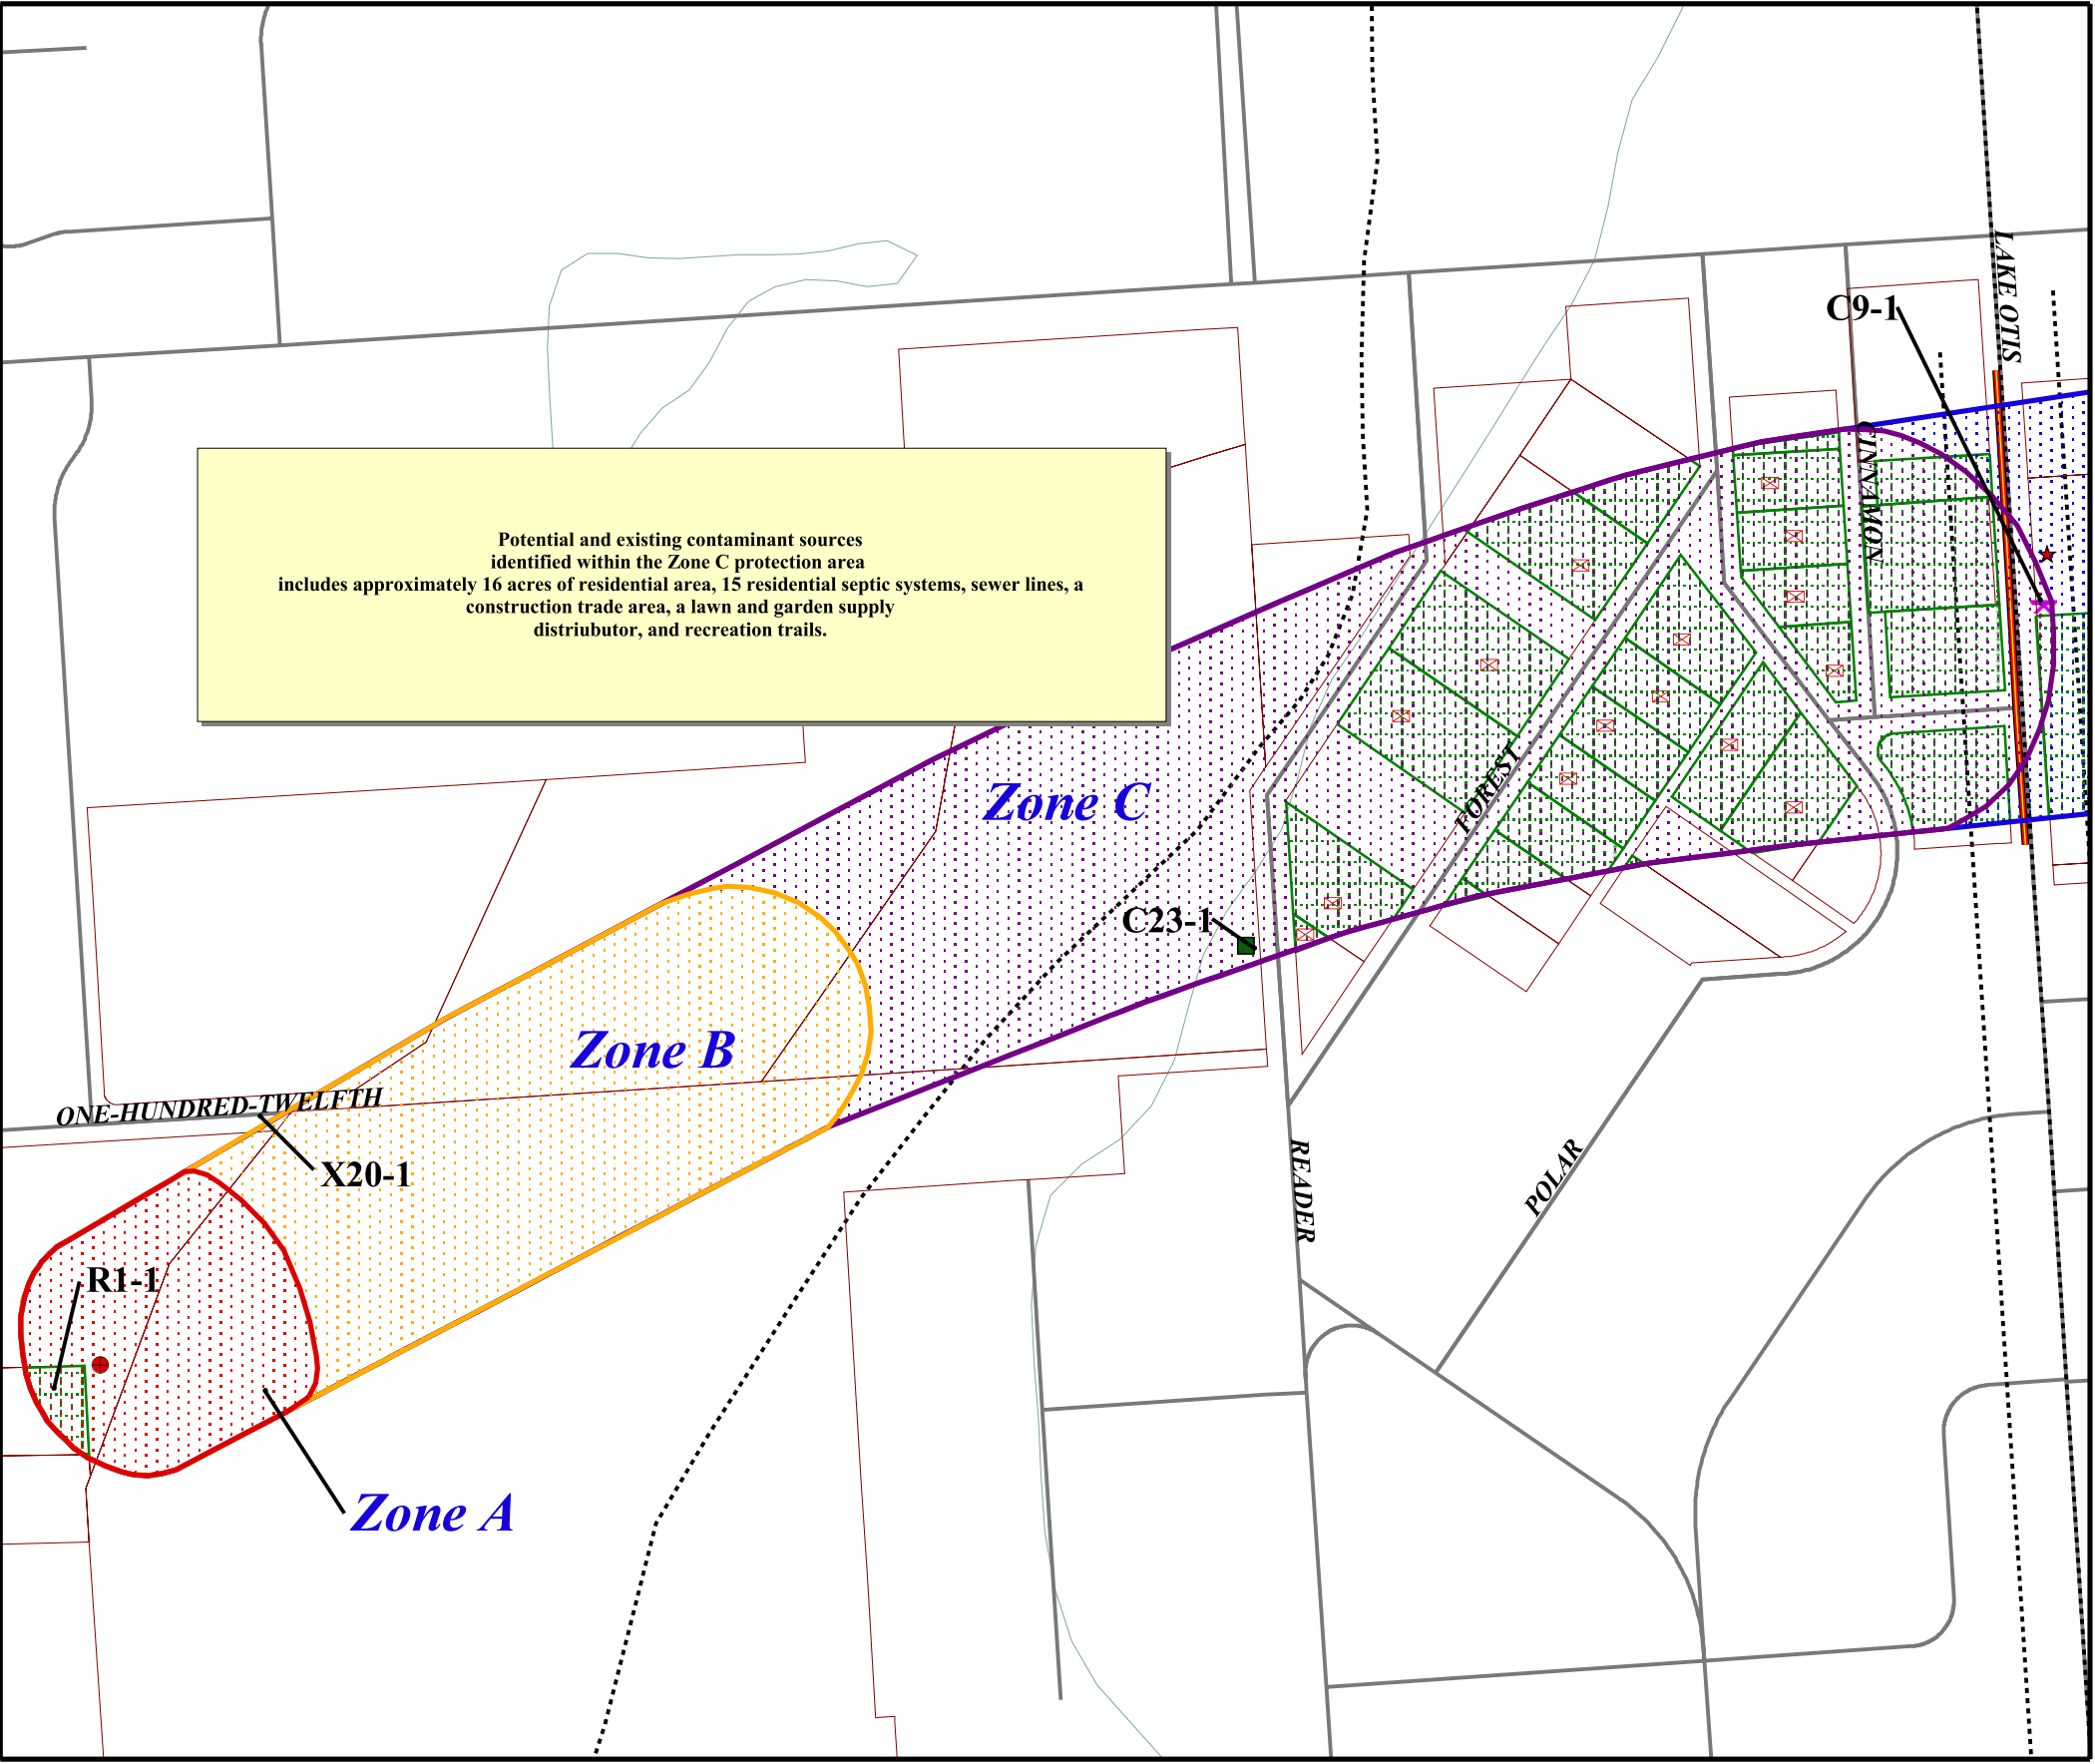 LAKE OTIS
C9-1
CINNAMON
Potential and existing contaminant sources
identified within the Zone C protection area
includes approximately 16 acres of residential area, 15 residential septic systems, sewer lines, a
construction trade area, a lawn and garden supply
distriubutor, and recreation trails.
Zone C
FOREST
C23-1
Zone B
ONE-HUNDRED-TWELFTH
X20-1
READER
POLAR
R1-1
Zone A